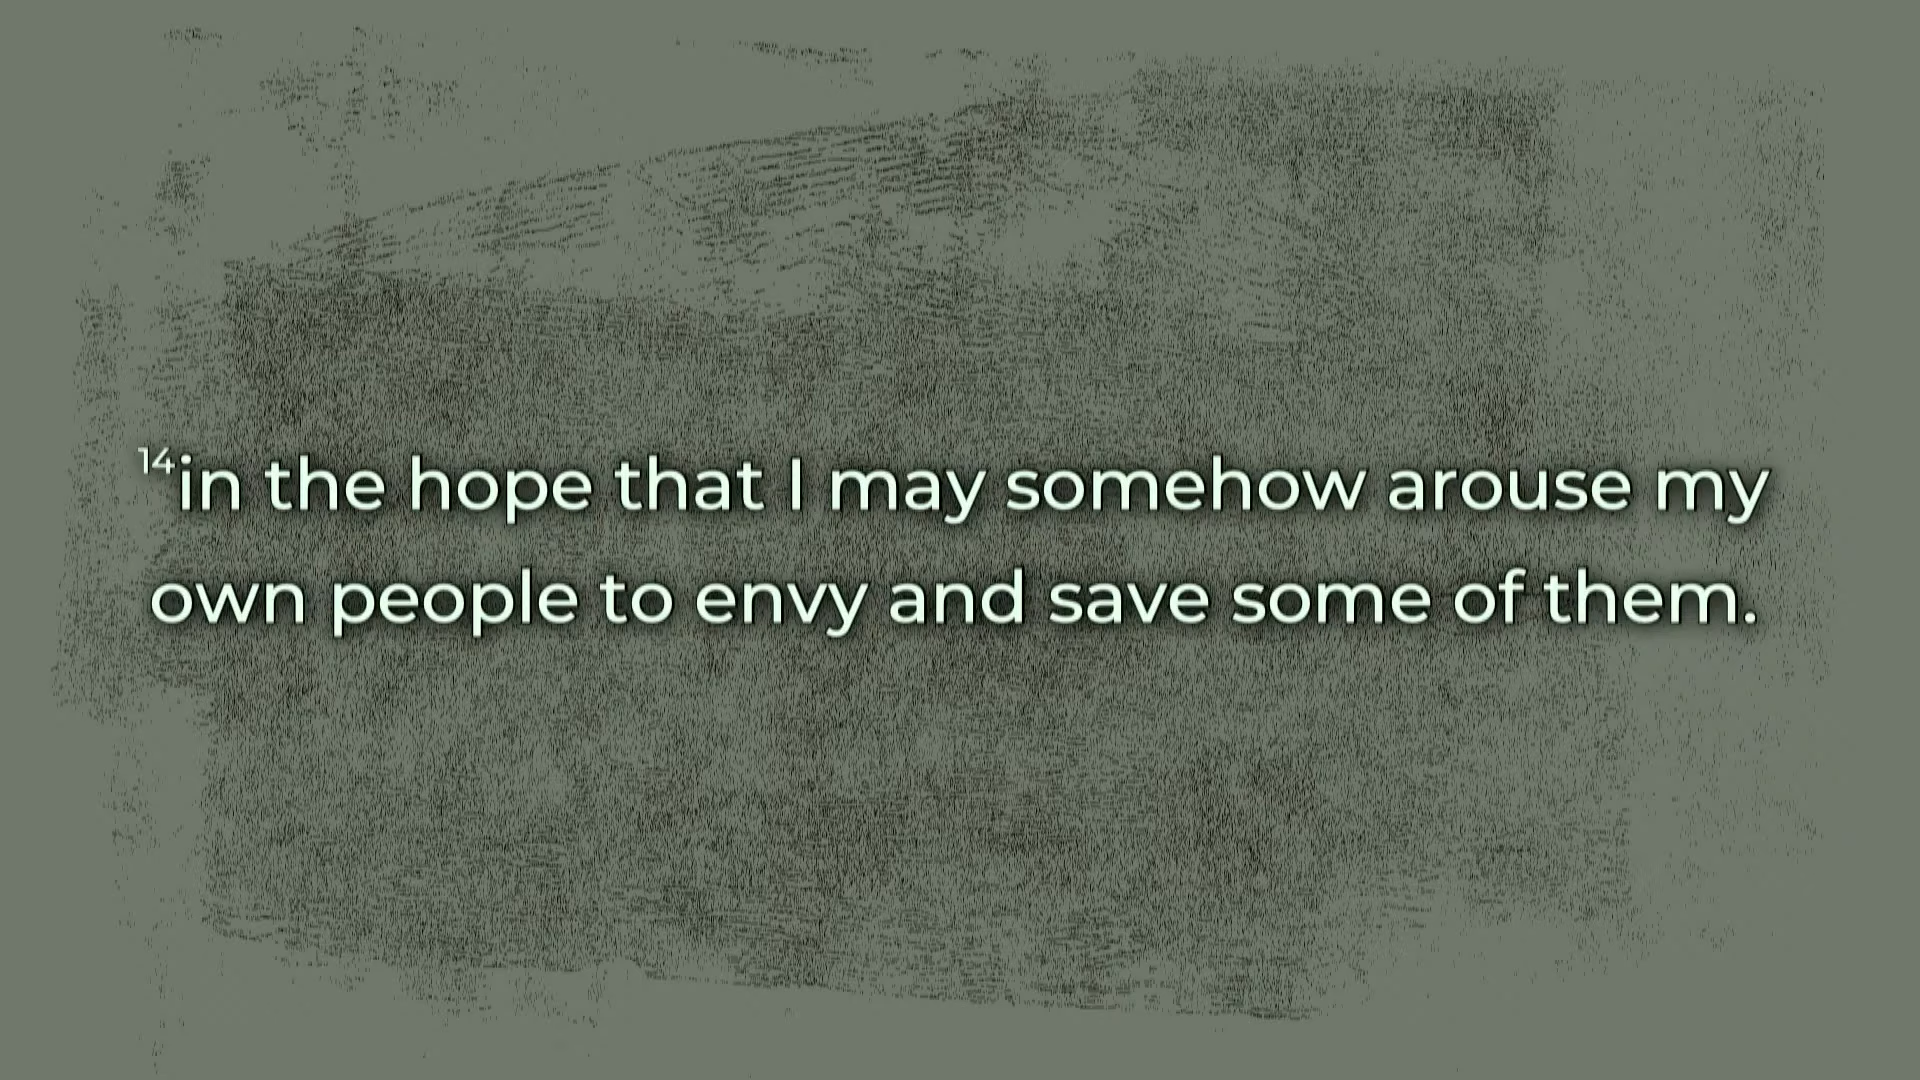 ¹⁴in the hope that I may somehow arouse my
own people to envy and save some of them.